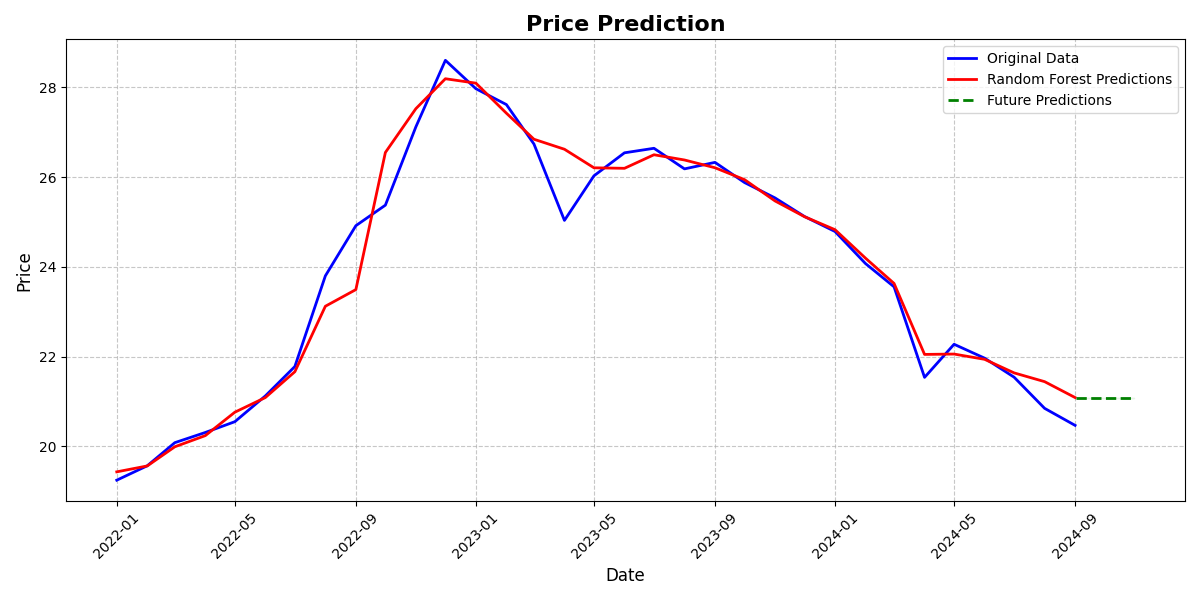 Price Prediction
Original Data
Random Forest Predictions
Future Predictions
Price
28
26
24
22
20
2022-01
2022-05
2022-09
2023-01
2023-05
2023-09
2024-01
2024-05
2024-09
Date